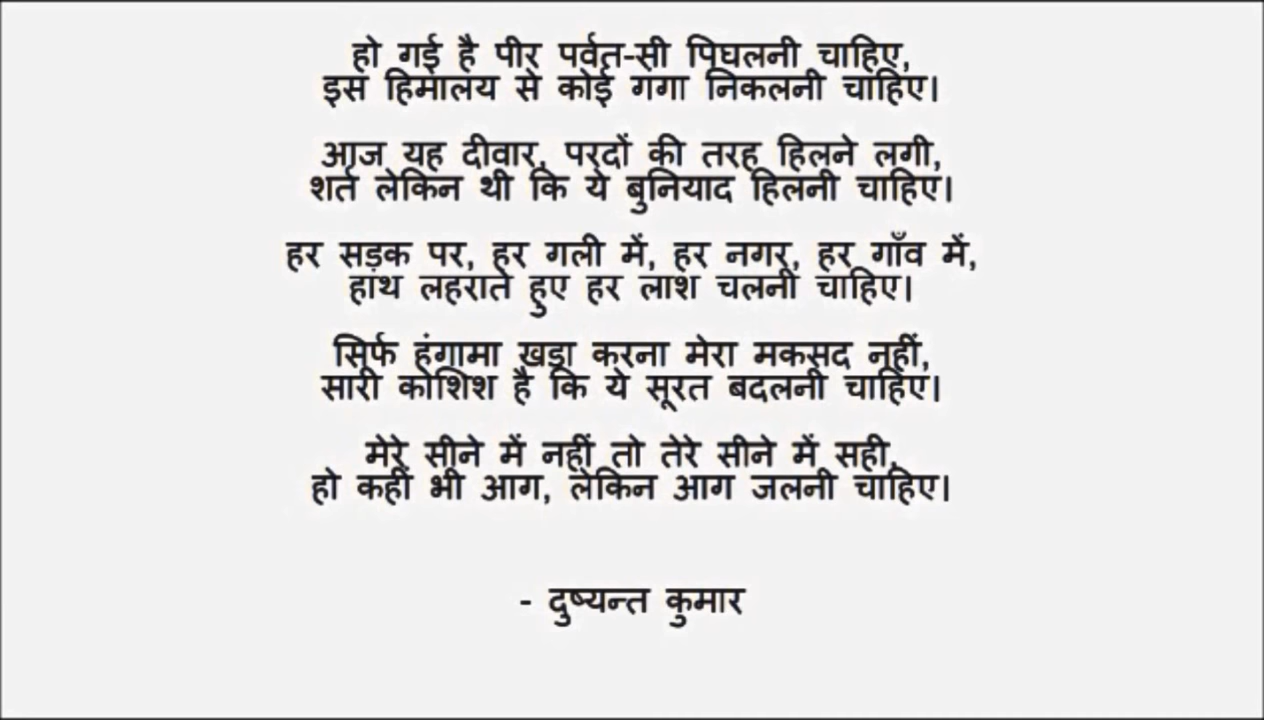 हो गई है पीर पर्वत-सी पिघलनी चाहिए,
इस हिमालय से कोई गंगा निकलनी चाहिए।
आज यह दीवार, परदों की तरह हिलने लगी,
शर्त लेकिन थी कि ये बुनियाद हिलनी चाहिए।
हर सड़क पर, हर गली में, हर नगर, हर गाँव में,
हाथ लहराते हुए हर लाश चलनी चाहिए।
सिर्फ हंगामा खड़ा करना मेरा मकसद नहीं,
सारी कोशिश है कि ये सूरत बदलनी चाहिए।
मेरे सीने में नहीं तो तेरे सीने में सही,
हो कहीं भी आग, लेकिन आग जलनी चाहिए।
- दुष्यन्त कुमार